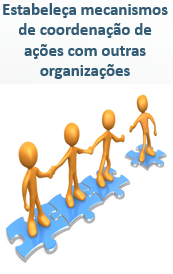 Estabeleça mecanismos
de coordenação de
ações com outras
organizações